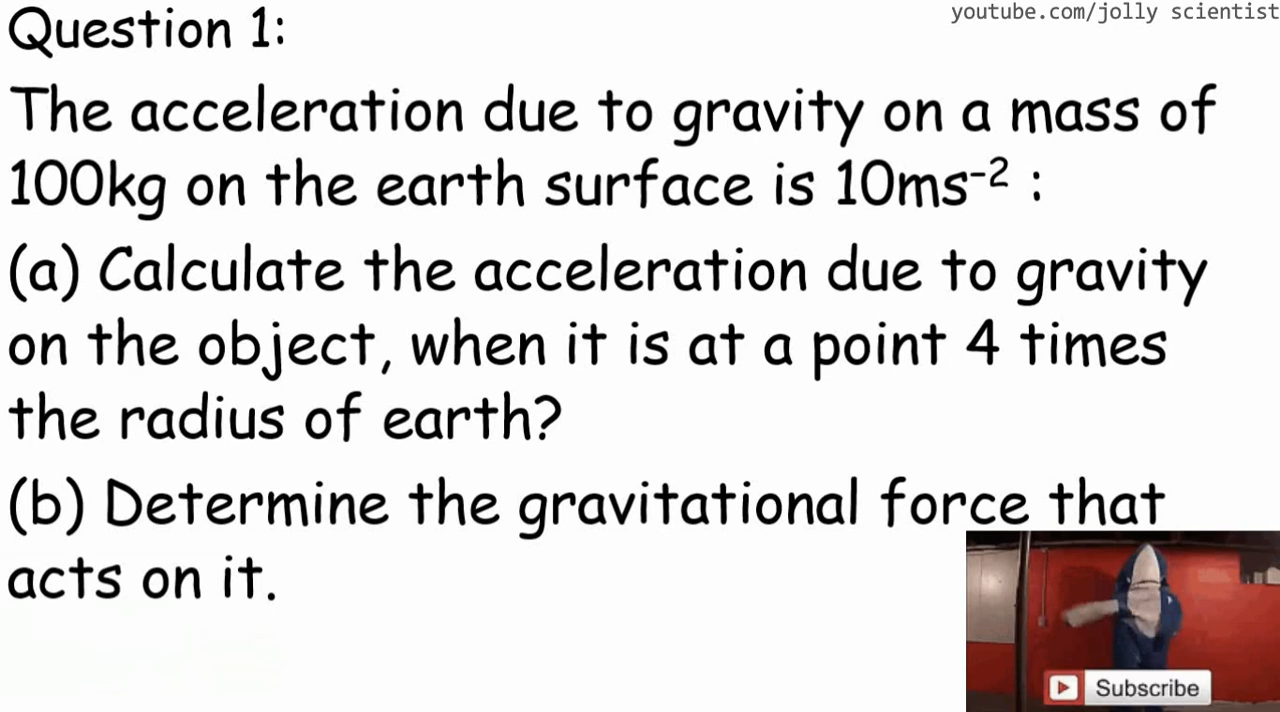 youtube.com/jolly scientist
Question 1:
The acceleration due to gravity on a mass of
100kg on the earth surface is 10ms⁻² :
(a) Calculate the acceleration due to gravity
on the object, when it is at a point 4 times
the radius of earth?
(b) Determine the gravitational force that
acts on it.
Subscribe